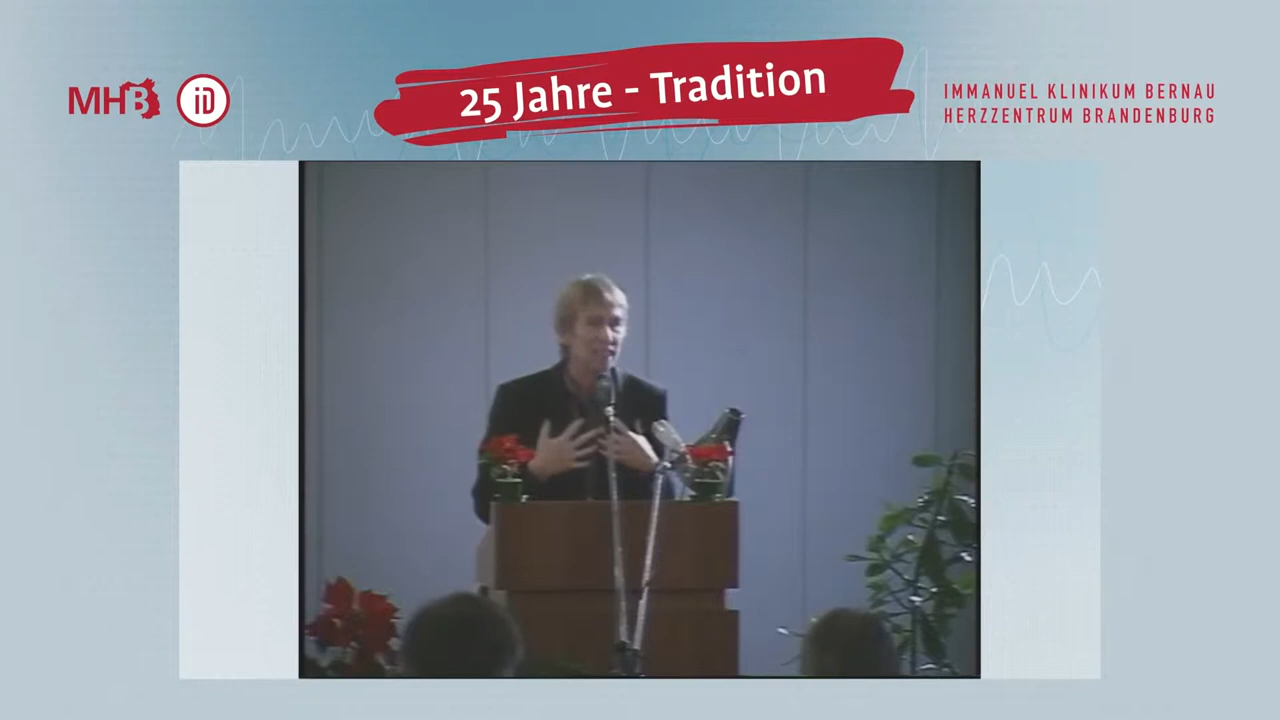 MHB
iD
25 Jahre - Tradition
IMMANUEL KLINIKUM BERNAU
HERZZENTRUM BRANDENBURG